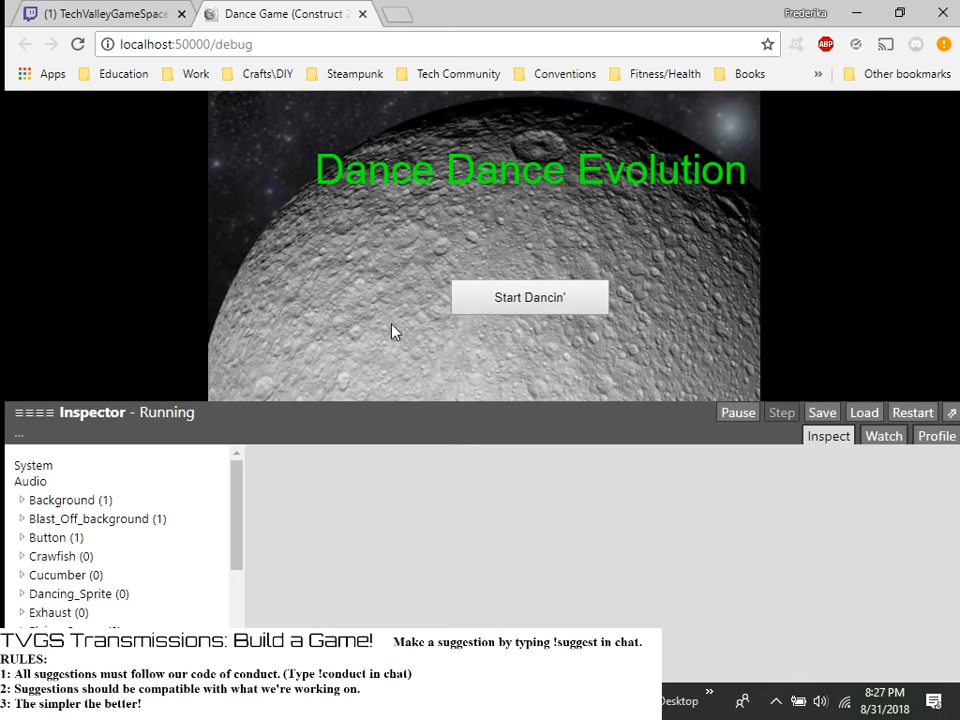 (1) TechValleyGameSpace
Dance Game (Construct 2
Frederika
localhost:50000/debug
ABP
Apps
Education
Work
Crafts\DIY
Steampunk
Tech Community
Conventions
Fitness/Health
Books
»
Other bookmarks
Dance Dance Evolution
Start Dancin'
Inspector - Running
Pause
Step
Save
Load
Restart
...
Inspect
Watch
Profile
System
Audio
Background (1)
Blast_Off_background (1)
Button (1)
Crawfish (0)
Cucumber (0)
Dancing_Sprite (0)
Exhaust (0)
TVGS Transmissions: Build a Game!
Make a suggestion by typing !suggest in chat.
RULES:
1: All suggestions must follow our code of conduct. (Type !conduct in chat)
2: Suggestions should be compatible with what we're working on.
3: The simpler the better!
Desktop
»
8:27 PM
8/31/2018